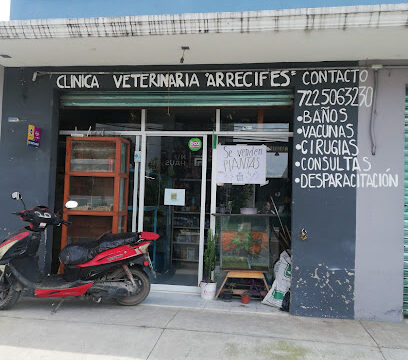 CLINICA VETERINARIA "ARRECIFES"
CONTACTO
7225063230
•BAÑOS
•VACUNAS
•CIRUGIAS
•CONSULTAS
•DESPARACITACIÓN
Se venden
PLANTAS